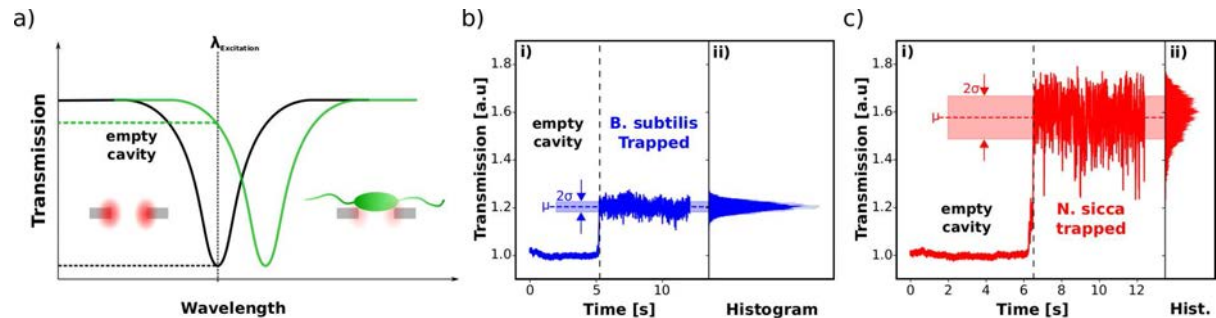 a)
λExcitation
Transmission
empty
cavity
Wavelength
b)
i)
ii)
1.8
1.6
1.4
1.2
1.0
Transmission [a.u]
empty
cavity
B. subtilis
Trapped
μ
2σ
0
5
10
Time [s]
Histogram
c)
i)
ii)
1.8
1.6
1.4
1.2
1.0
Transmission [a.u]
2σ
μ
empty
cavity
N. sicca
trapped
0
2
4
6
8
10
12
Time [s]
Hist.